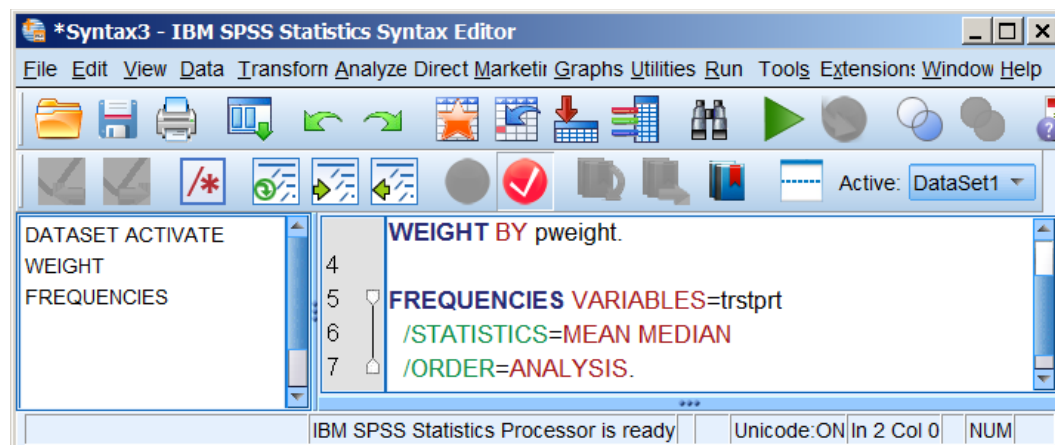 *Syntax3 - IBM SPSS Statistics Syntax Editor
File Edit View Data Transforn Analyze Direct Marketir Graphs Utilities Run Tools Extension: Window Help
/*
Active: DataSet1
DATASET ACTIVATE
WEIGHT
FREQUENCIES
WEIGHT BY pweight.
4
5 FREQUENCIES VARIABLES=trstprt
6 /STATISTICS=MEAN MEDIAN
7 /ORDER=ANALYSIS.
IBM SPSS Statistics Processor is ready Unicode:ON In 2 Col 0 NUM